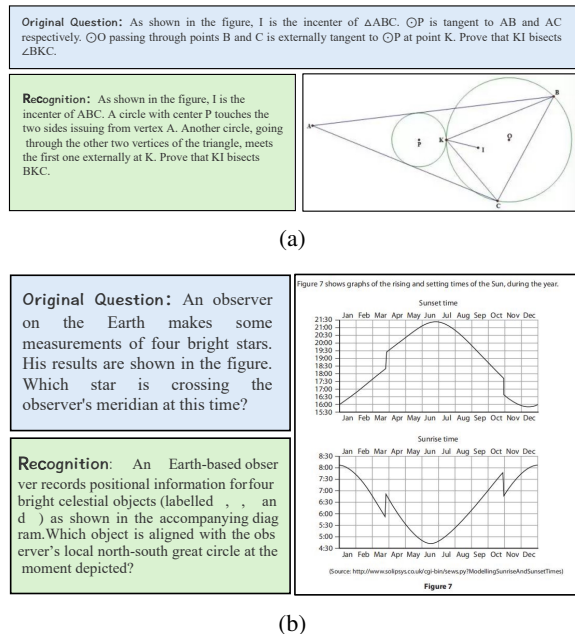 Original Question: As shown in the figure, I is the incenter of △ABC. ⊙P is tangent to AB and AC
respectively. ⊙O passing through points B and C is externally tangent to ⊙P at point K. Prove that KI bisects
∠BKC.
Recognition: As shown in the figure, I is the
incenter of ABC. A circle with center P touches the
two sides issuing from vertex A. Another circle, going
through the other two vertices of the triangle, meets
the first one externally at K. Prove that KI bisects
BKC.
A
P
K
I
O
B
C
(a)
Original Question: An observer
on the Earth makes some
measurements of four bright stars.
His results are shown in the figure.
Which star is crossing the
observer's meridian at this time?
Recognition: An Earth-based obser
ver records positional information forfour
bright celestial objects (labelled , , an
d ) as shown in the accompanying diag
ram.Which object is aligned with the obs
erver's local north-south great circle at the
moment depicted?
Figure 7 shows graphs of the rising and setting times of the Sun, during the year.
Sunset time
Jan Feb Mar Apr May Jun Jul Aug Sep Oct Nov Dec
21:30
21:00
20:30
20:00
19:30
19:00
18:30
18:00
17:30
17:00
16:30
16:00
15:30
Jan Feb Mar Apr May Jun Jul Aug Sep Oct Nov Dec
Sunrise time
Jan Feb Mar Apr May Jun Jul Aug Sep Oct Nov Dec
8:30
8:00
7:30
7:00
6:30
6:00
5:30
5:00
4:30
Jan Feb Mar Apr May Jun Jul Aug Sep Oct Nov Dec
(Source: http://www.solipsys.co.uk/cgi-bin/sews.py?ModellingSunriseAndSunsetTimes)
Figure 7
(b)